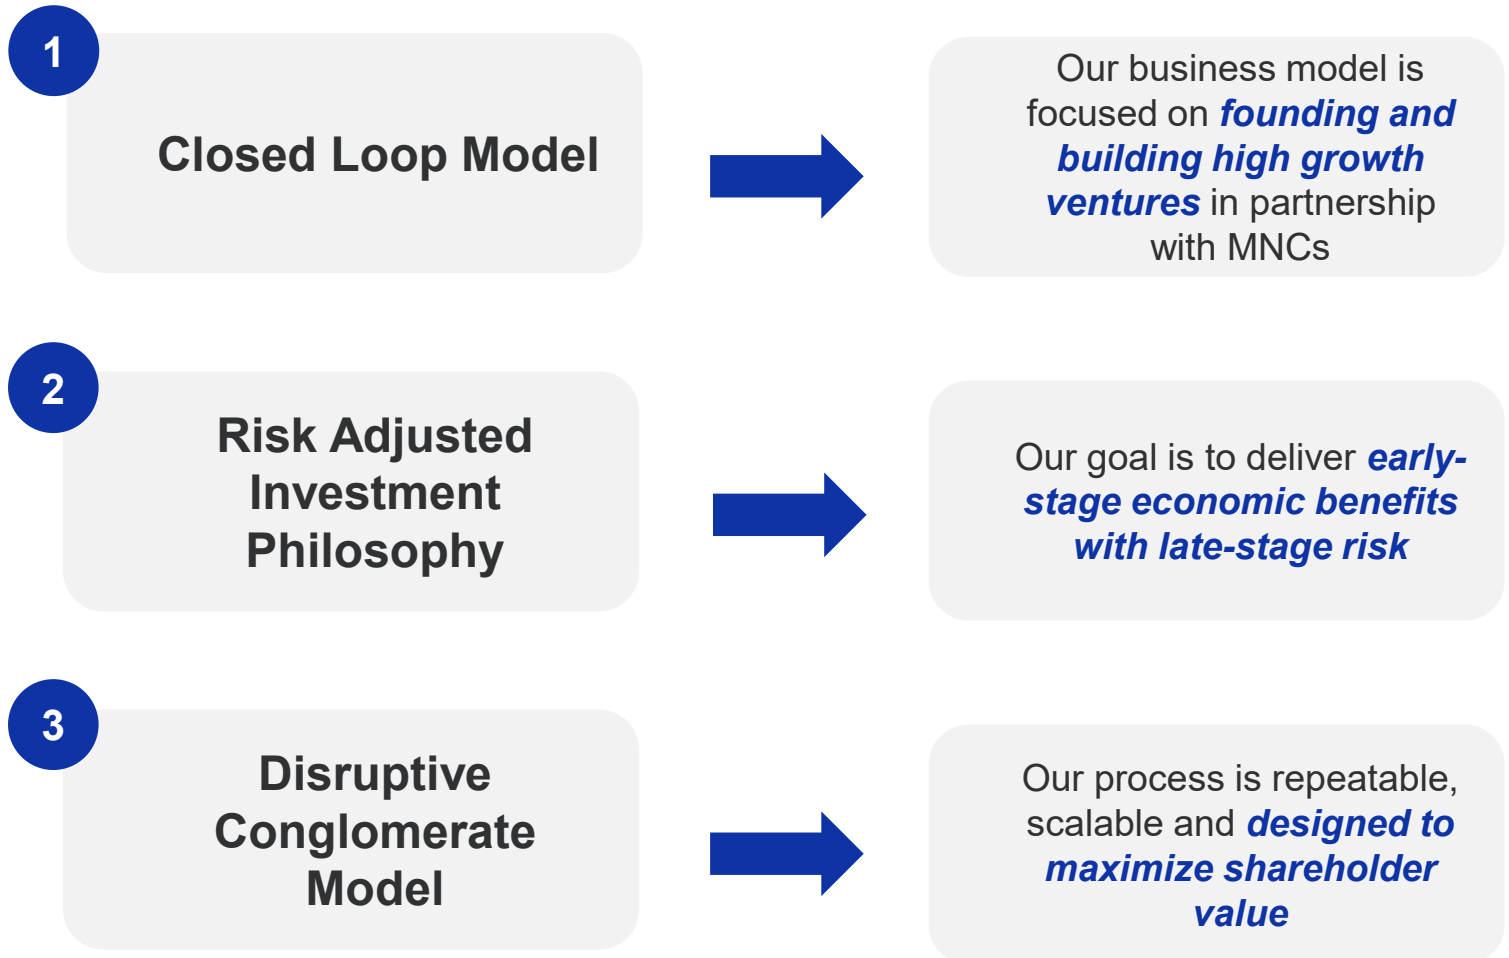 1
Closed Loop Model
Our business model is
focused on founding and
building high growth
ventures in partnership
with MNCs
2
Risk Adjusted
Investment
Philosophy
Our goal is to deliver early-
stage economic benefits
with late-stage risk
3
Disruptive
Conglomerate
Model
Our process is repeatable,
scalable and designed to
maximize shareholder
value